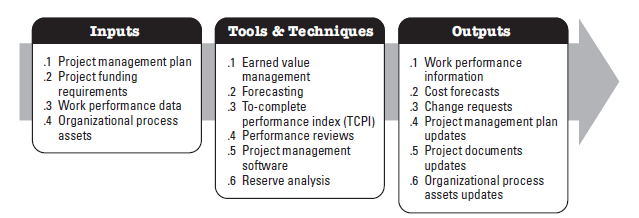 Inputs
.1 Project management plan
.2 Project funding
requirements
.3 Work performance data
.4 Organizational process
assets
Tools & Techniques
.1 Earned value
management
.2 Forecasting
.3 To-complete
performance index (TCPI)
.4 Performance reviews
.5 Project management
software
.6 Reserve analysis
Outputs
.1 Work performance
information
.2 Cost forecasts
.3 Change requests
.4 Project management plan
updates
.5 Project documents
updates
.6 Organizational process
assets updates